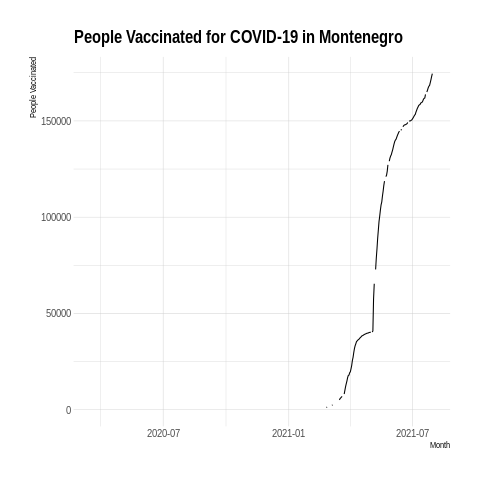 People Vaccinated for COVID-19 in Montenegro
People Vaccinated
150000
100000
50000
0
2020-07
2021-01
2021-07
Month